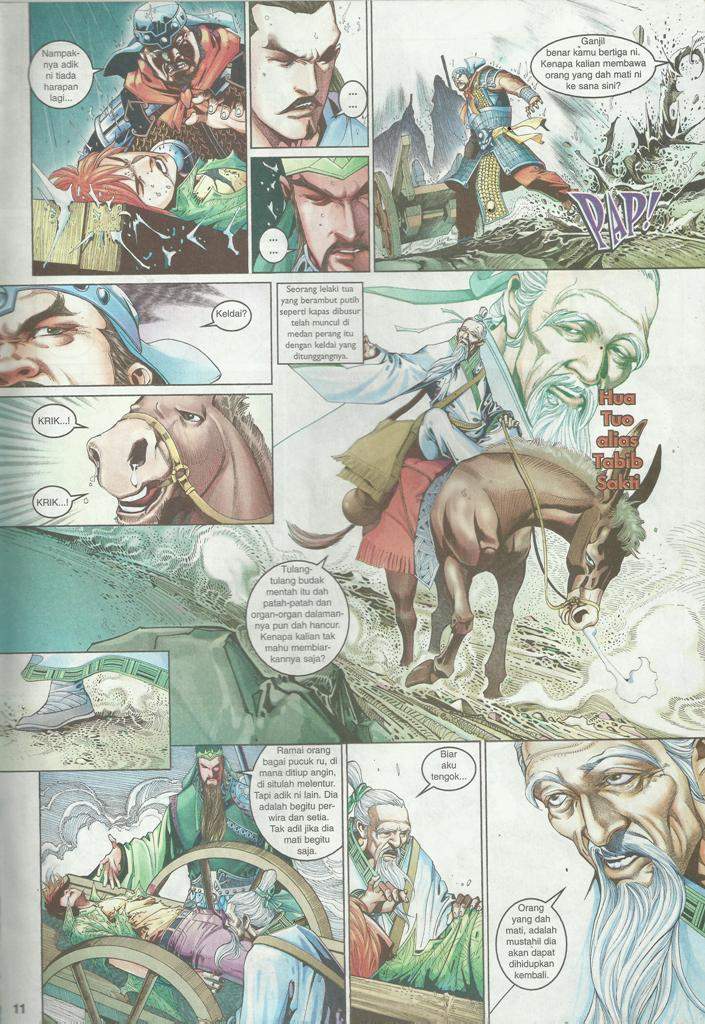 Nampak-
nya adik
ni tiada
harapan
lagi...
...
...
...
...
Ganjil
benar kamu bertiga ni.
Kenapa kalian membawa
orang yang dah mati ni
ke sana sini?
PAP!
Keldai?
KRIK...!
KRIK...!
Seorang lelaki tua
yang berambut putih
seperti kapas dibusur
telah muncul di
medan perang itu
dengan keldai yang
ditunggangnya.
Hua
Tuo
alias
Tabib
Sakti
Tulang-
tulang budak
mentah itu dah
patah-patah dan
organ-organ dalaman-
nya pun dah hancur.
Kenapa kalian tak
mahu membiar-
kannya saja?
Ramai orang
bagai pucuk ru, di
mana ditiup angin,
di situlah melentur.
Tapi adik ni lain. Dia
adalah begitu per-
wira dan setia.
Tak adil jika dia
mati begitu
saja.
Biar
aku
tengok...
Orang
yang dah
mati, adalah
mustahil dia
akan dapat
dihidupkan
kembali.
11